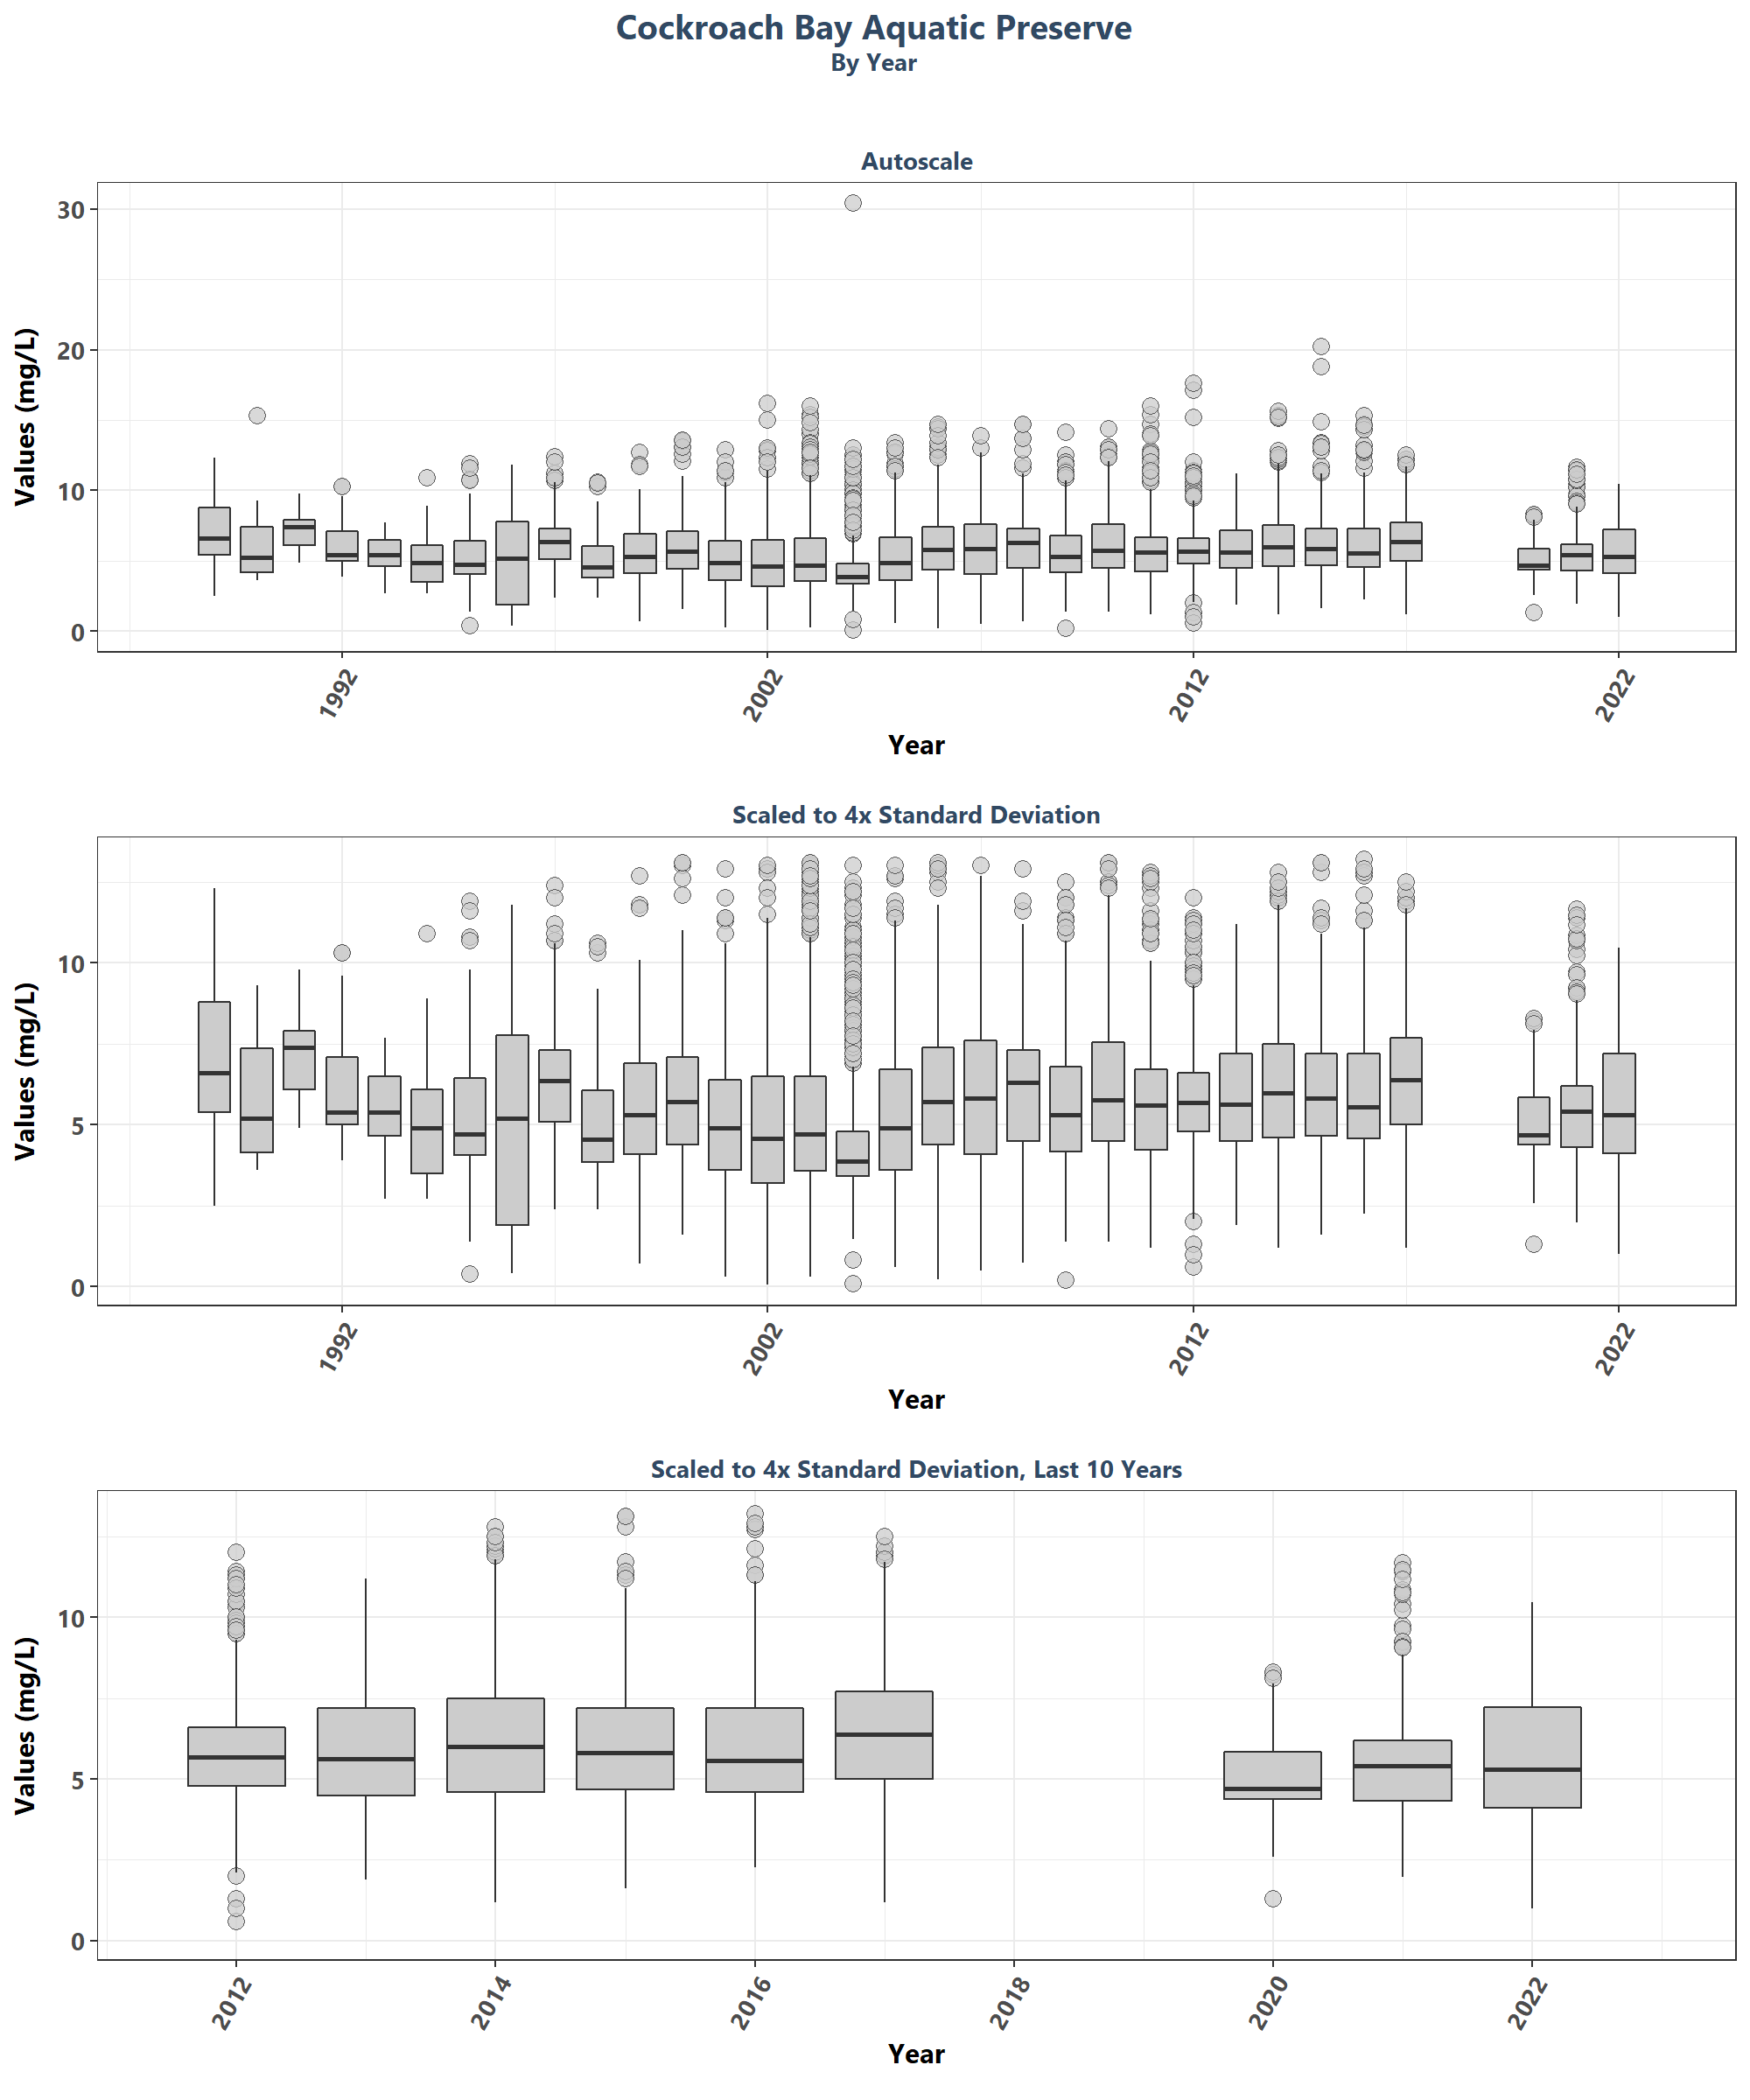 Cockroach Bay Aquatic Preserve
By Year
Autoscale
Values (mg/L)
30
20
10
0
1992
2002
2012
2022
Year
Scaled to 4x Standard Deviation
Values (mg/L)
10
5
0
1992
2002
2012
2022
Year
Scaled to 4x Standard Deviation, Last 10 Years
Values (mg/L)
10
5
0
2012
2014
2016
2018
2020
2022
Year